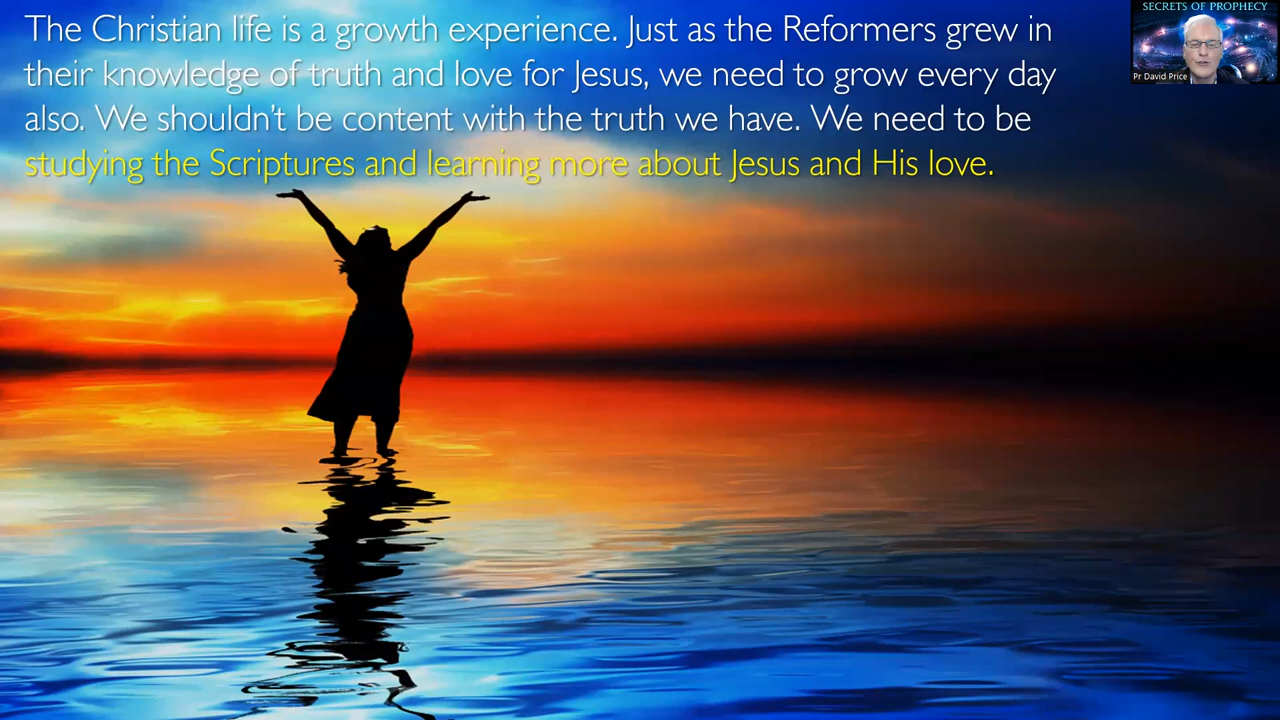 The Christian life is a growth experience. Just as the Reformers grew in
their knowledge of truth and love for Jesus, we need to grow every day
also. We shouldn't be content with the truth we have. We need to be
studying the Scriptures and learning more about Jesus and His love.
SECRETS OF PROPHECY
Pr David Price